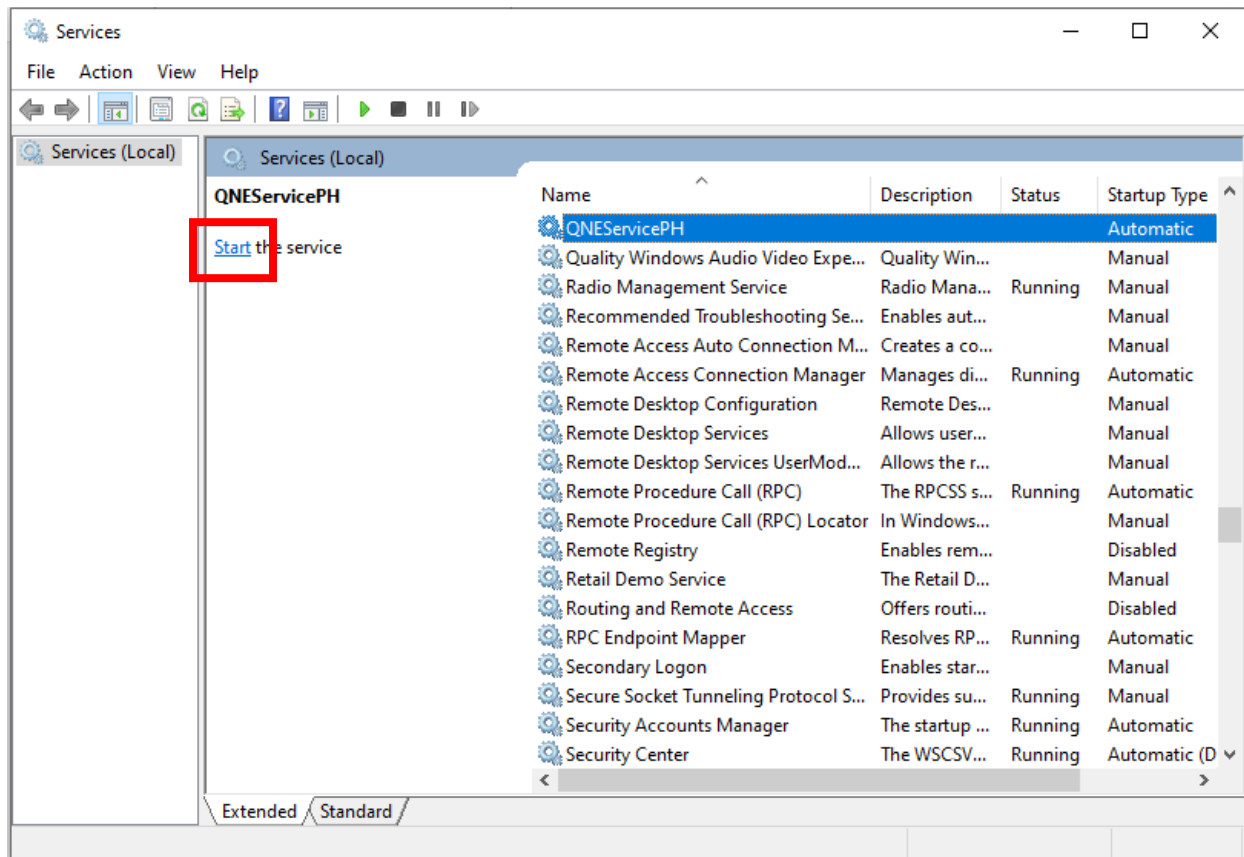 Services
File Action View Help
Services (Local)
Services (Local)
QNEServicePH
Start the service
Name Description Status Startup Type
QNEServicePH Automatic
Quality Windows Audio Video Expe... Quality Win... Manual
Radio Management Service Radio Mana... Running Manual
Recommended Troubleshooting Se... Enables aut... Manual
Remote Access Auto Connection M... Creates a co... Manual
Remote Access Connection Manager Manages di... Running Automatic
Remote Desktop Configuration Remote Des... Manual
Remote Desktop Services Allows user... Manual
Remote Desktop Services UserMod... Allows the r... Manual
Remote Procedure Call (RPC) The RPCSS s... Running Automatic
Remote Procedure Call (RPC) Locator In Windows... Manual
Remote Registry Enables rem... Disabled
Retail Demo Service The Retail D... Manual
Routing and Remote Access Offers routi... Disabled
RPC Endpoint Mapper Resolves RP... Running Automatic
Secondary Logon Enables star... Manual
Secure Socket Tunneling Protocol S... Provides su... Running Manual
Security Accounts Manager The startup ... Running Automatic
Security Center The WSCSV... Running Automatic (D
Extended Standard